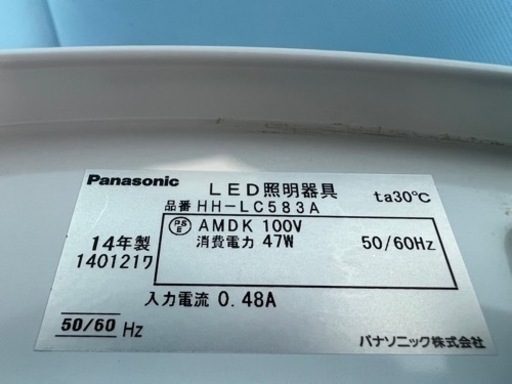 Panasonic LED照明器具 ta30℃
品番 HH-LC583A
PSE AMDK 100V
14年製 消費電力 47W 50/60Hz
1401217
入力電流 0.48A
50/60 Hz
パナソニック株式会社